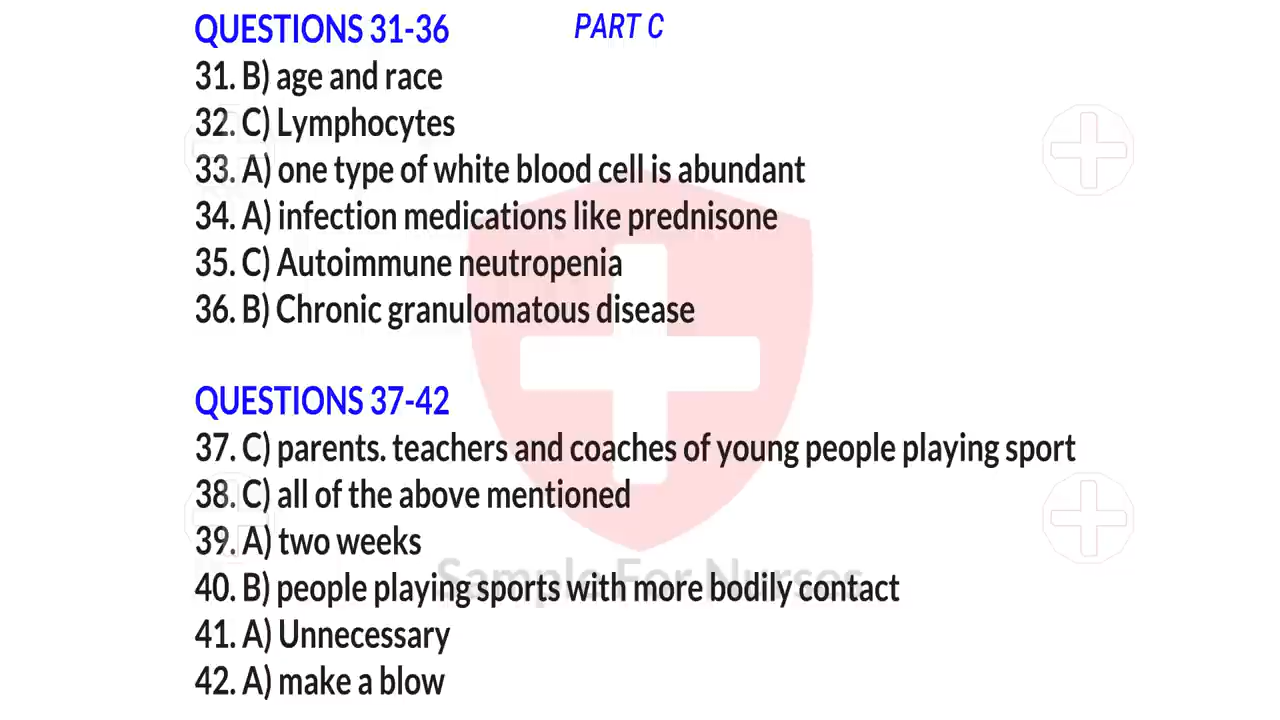 QUESTIONS 31-36 PART C
31. B) age and race
32. C) Lymphocytes
33. A) one type of white blood cell is abundant
34. A) infection medications like prednisone
35. C) Autoimmune neutropenia
36. B) Chronic granulomatous disease
QUESTIONS 37-42
37. C) parents. teachers and coaches of young people playing sport
38. C) all of the above mentioned
39. A) two weeks
Sample For Nurses
40. B) people playing sports with more bodily contact
41. A) Unnecessary
42. A) make a blow